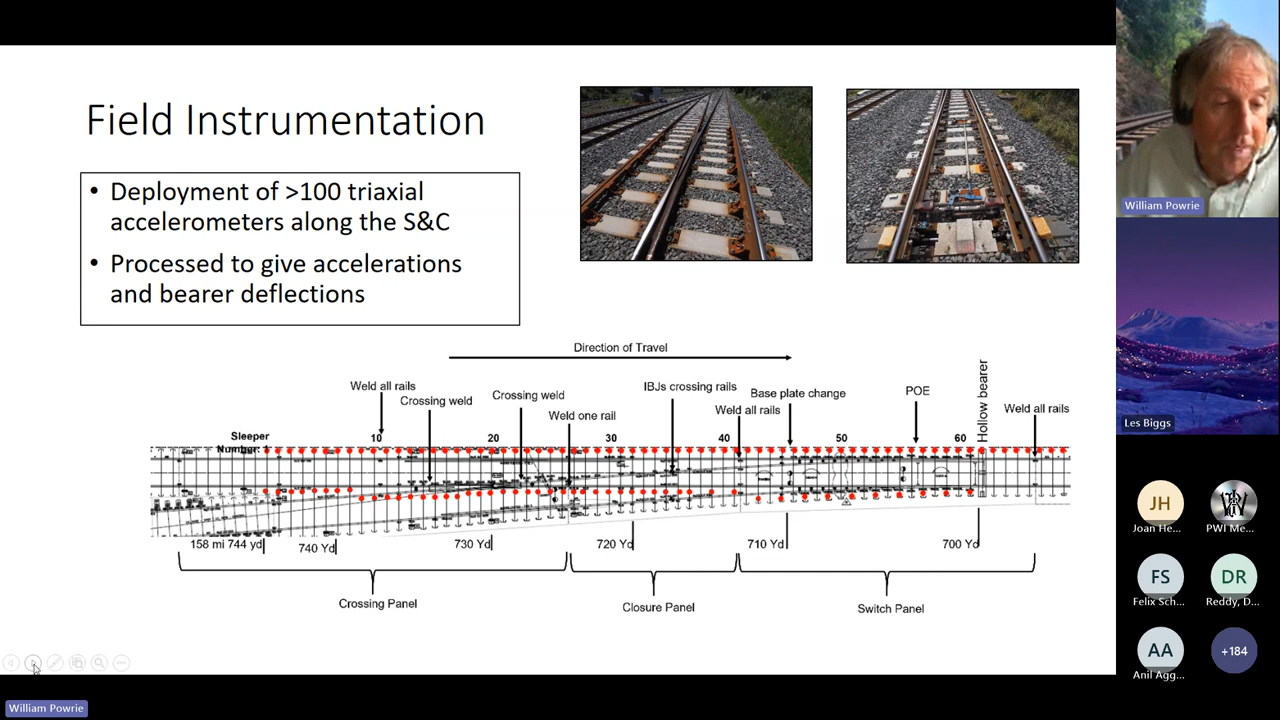 Field Instrumentation
• Deployment of >100 triaxial
accelerometers along the S&C
• Processed to give accelerations
and bearer deflections
Direction of Travel
Weld all rails
Crossing weld
Crossing weld
Weld one rail
IBJs crossing rails
Weld all rails
Base plate change
POE
Hollow bearer
Weld all rails
Sleeper
Number: 1
10
20
30
40
50
60
158 mi 744 yd
740 Yd
730 Yd
720 Yd
710 Yd
700 Yd
Crossing Panel
Closure Panel
Switch Panel
William Powrie
William Powrie
Les Biggs
JH
Joan He...
PWI Me...
FS
Felix Sch...
DR
Reddy, D...
AA
Anil Agg...
+184